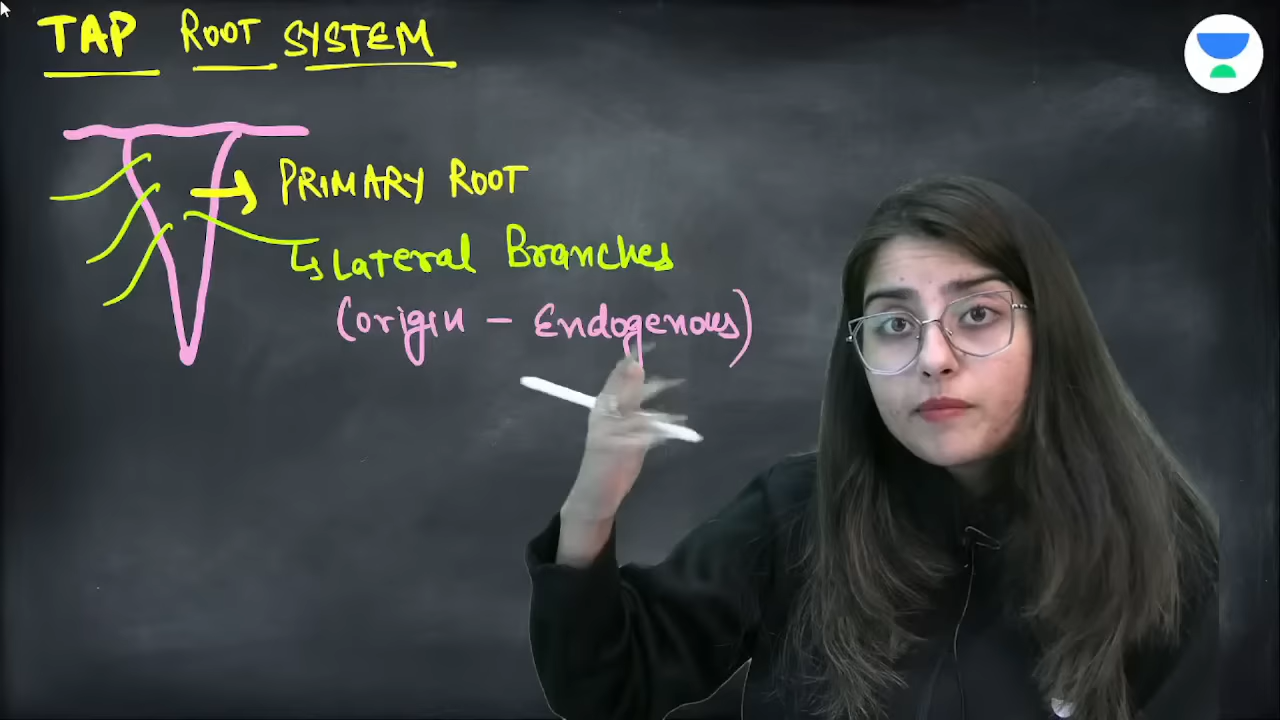 TAP ROOT SYSTEM
→ PRIMARY ROOT
↳ Lateral Branches
(origin - Endogenous)